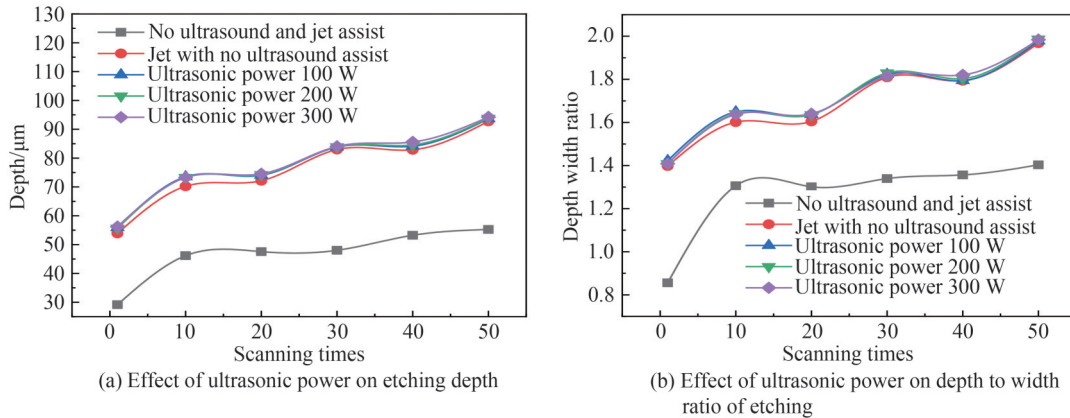 130
120
110
100
90
80
70
60
50
40
30
Depth/μm
No ultrasound and jet assist
Jet with no ultrasound assist
Ultrasonic power 100 W
Ultrasonic power 200 W
Ultrasonic power 300 W
0 10 20 30 40 50
Scanning times
(a) Effect of ultrasonic power on etching depth
2.0
1.8
1.6
1.4
1.2
1.0
0.8
Depth width ratio
No ultrasound and jet assist
Jet with no ultrasound assist
Ultrasonic power 100 W
Ultrasonic power 200 W
Ultrasonic power 300 W
0 10 20 30 40 50
Scanning times
(b) Effect of ultrasonic power on depth to width
ratio of etching